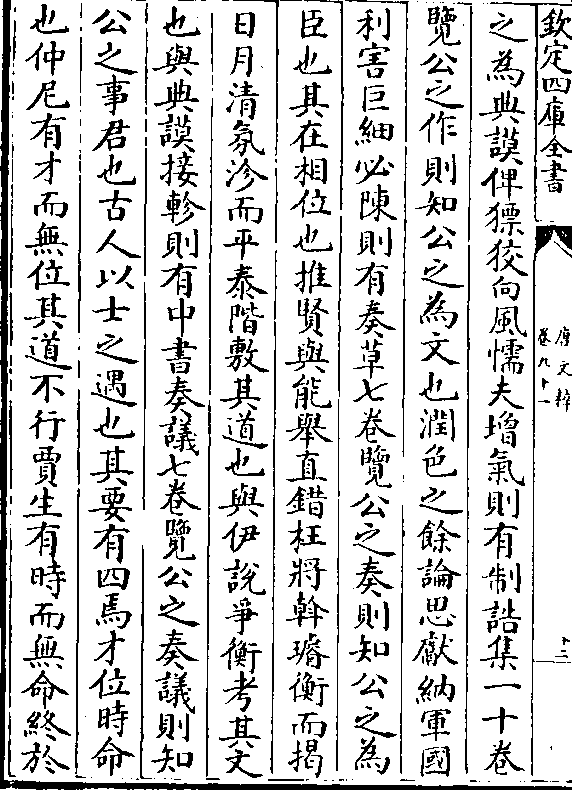 欽定四庫全書
唐文粹
卷九十一
十三
之為典謨俾獷狡向風懦夫增氣則有制誥集一十卷
覽公之作則知公之為文也潤色之餘論思獻納軍國
利害巨細必陳則有奏草七卷覽公之奏則知公之為
臣也其在相位也推賢與能舉直錯枉將斡璿衡而揭
日月清氛沴而平泰階敷其道也與伊說爭衡考其文
也與典謨接軫則有中書奏議七卷覽公之奏議則知
公之事君也古人以士之遇也其要有四焉才位時命
也仲尼有才而無位其道不行賈生有時而無命終於